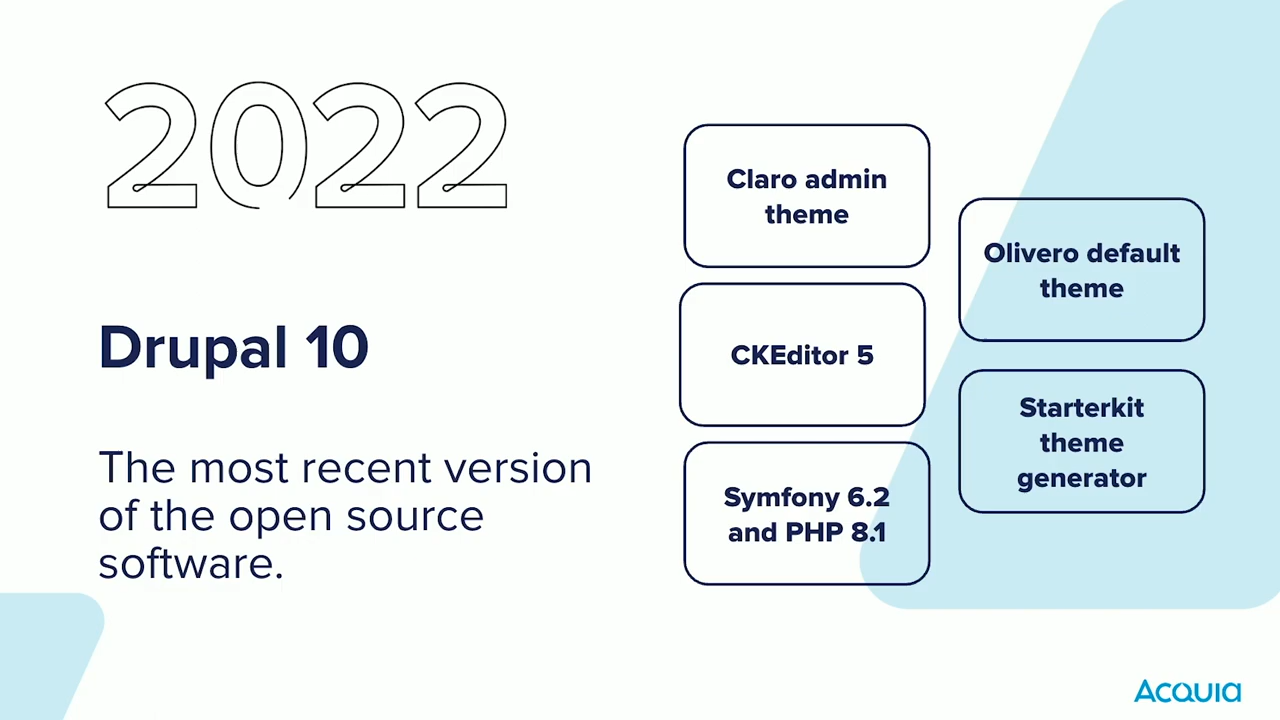 2022
Drupal 10
The most recent version
of the open source
software.
Claro admin
theme
Olivero default
theme
CKEditor 5
Starterkit
theme
generator
Symfony 6.2
and PHP 8.1
Acquia